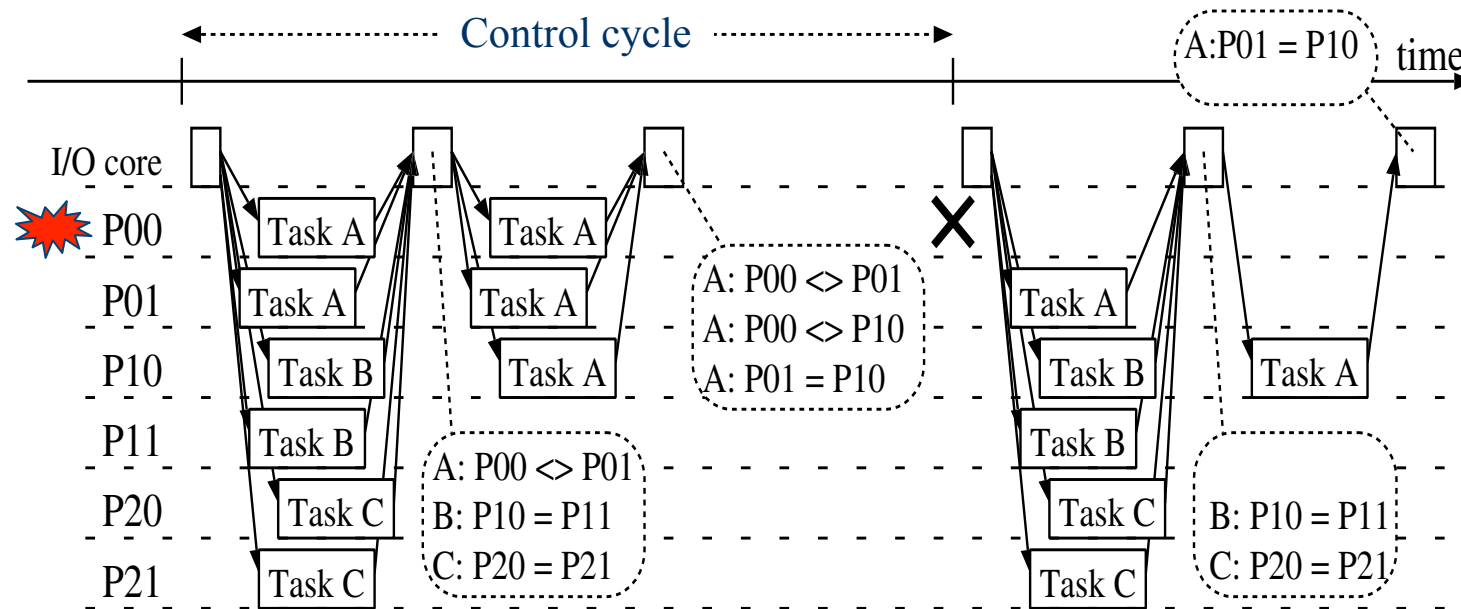 Control cycle
A:P01 = P10
time
I/O core
P00 Task A Task A
A: P00 <> P01
A: P00 <> P10
A: P01 = P10
P01 Task A Task A Task A
P10 Task B Task A Task B Task A
P11 Task B Task B
A: P00 <> P01
B: P10 = P11
C: P20 = P21
B: P10 = P11
C: P20 = P21
P20 Task C Task C
P21 Task C Task C